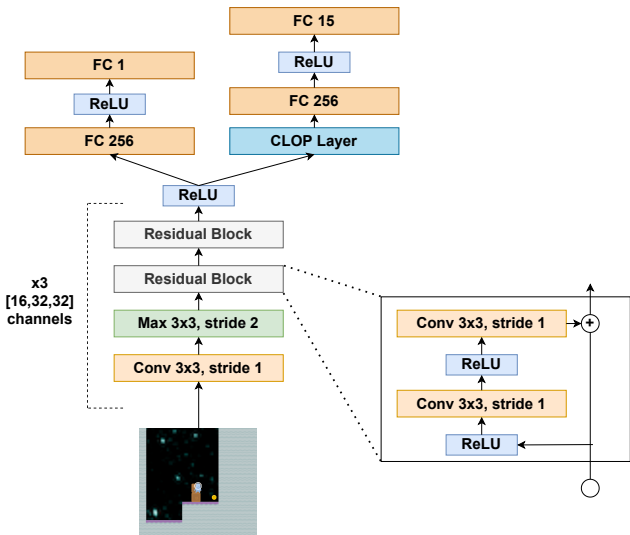 FC 15
FC 1
ReLU
ReLU
FC 256
FC 256
CLOP Layer
ReLU
Residual Block
x3
[16,32,32]
channels
Residual Block
Max 3x3, stride 2
Conv 3x3, stride 1
Conv 3x3, stride 1
+
ReLU
Conv 3x3, stride 1
ReLU